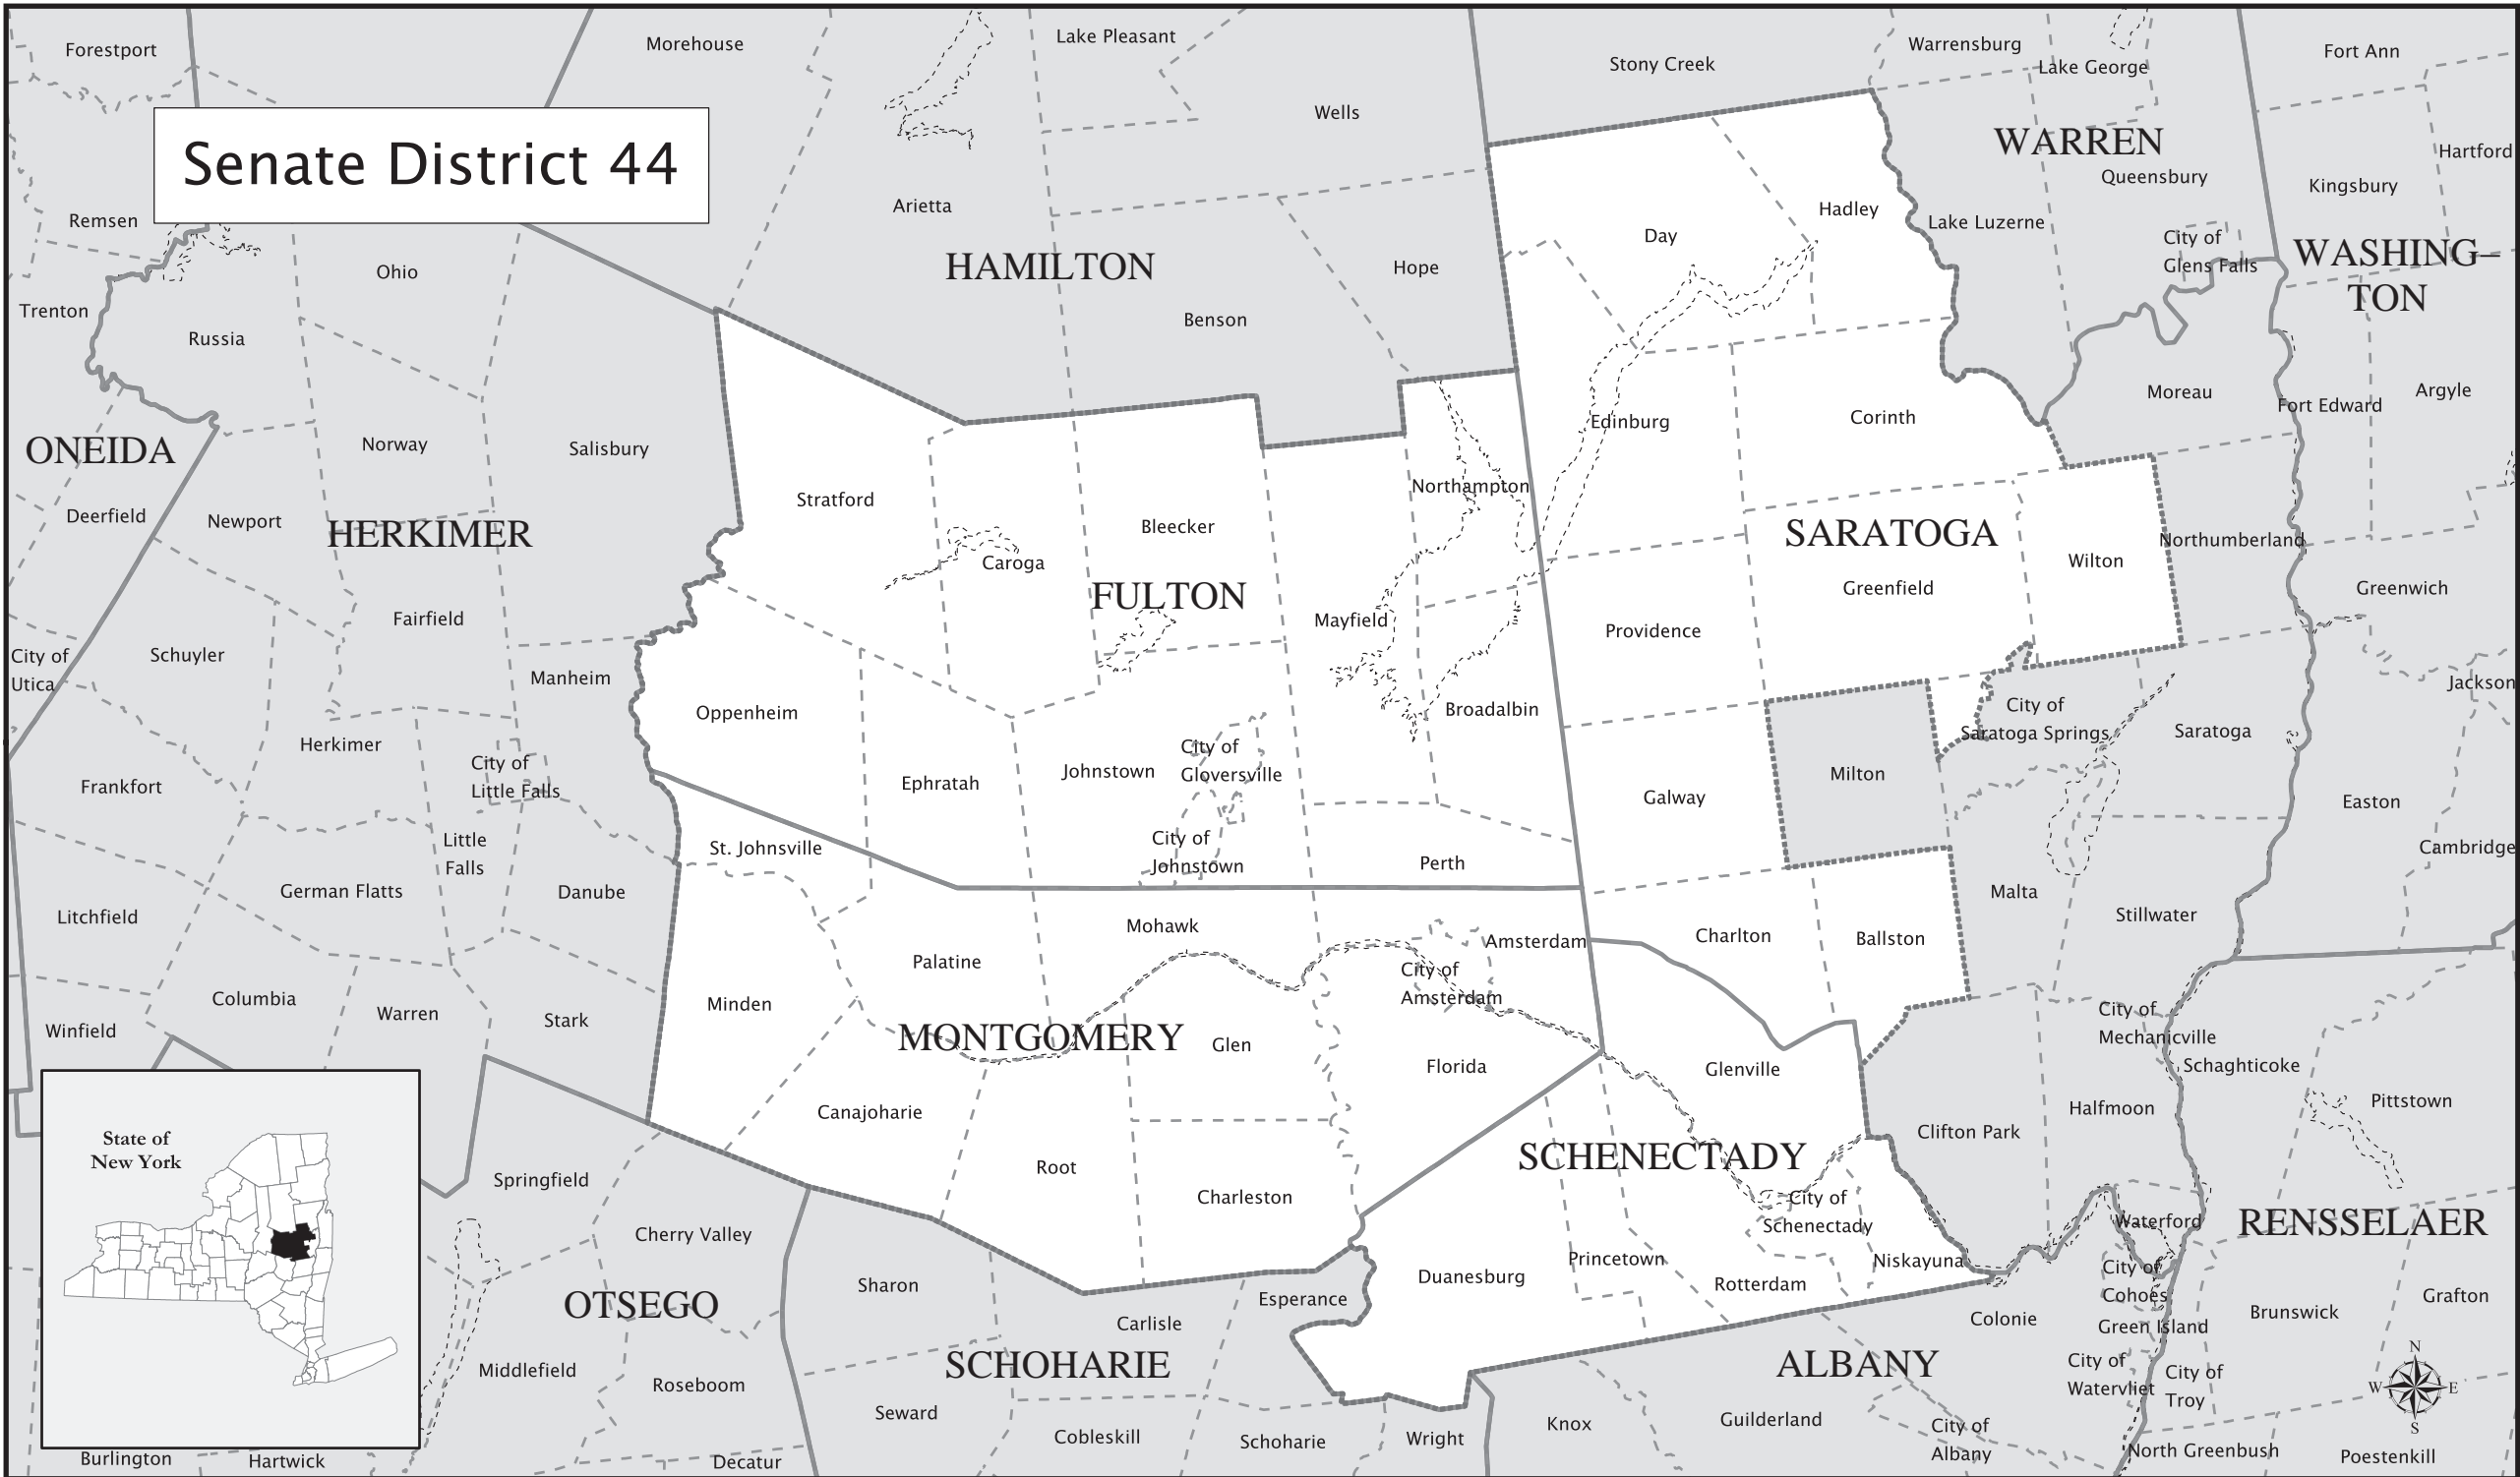 Forestport
Morehouse
Lake Pleasant
Stony Creek
Warrensburg
Lake George
Fort Ann
Wells
Senate District 44
WARREN
Hartford
Queensbury
Kingsbury
Remsen
Arietta
Hadley
Lake Luzerne
Day
City of
Glens Falls
WASHING–
TON
HAMILTON
Hope
Ohio
Trenton
Russia
Benson
Moreau
Fort Edward
Argyle
Edinburg
Corinth
ONEIDA
Norway
Salisbury
Stratford
Northampton
Deerfield
Newport
HERKIMER
Bleecker
SARATOGA
Northumberland
Wilton
Caroga
FULTON
Greenfield
Greenwich
Fairfield
Mayfield
Providence
City of
Utica
Schuyler
Manheim
Jackson
Oppenheim
Broadalbin
City of
Saratoga Springs
Saratoga
Herkimer
City of
Little Falls
City of
Gloversville
Johnstown
Milton
Frankfort
Ephratah
Galway
Easton
Little
Falls
St. Johnsville
City of
Johnstown
Perth
Cambridge
German Flatts
Danube
Malta
Litchfield
Stillwater
Mohawk
Amsterdam
Charlton
Ballston
Palatine
City of
Amsterdam
Columbia
Minden
Warren
Stark
Winfield
MONTGOMERY
Glen
City of
Mechanicville
Florida
Glenville
Schaghticoke
Pittstown
Canajoharie
Halfmoon
Clifton Park
State of
New York
SCHENECTADY
Root
Springfield
Charleston
City of
Schenectady
Waterford
RENSSELAER
Cherry Valley
Princetown
Niskayuna
Duanesburg
Rotterdam
City of
Cohoes
Sharon
Esperance
OTSEGO
Carlisle
Colonie
Green Island
Brunswick
Grafton
N
W
E
S
SCHOHARIE
ALBANY
City of
Watervliet
City of
Troy
Middlefield
Roseboom
Seward
Cobleskill
Schoharie
Wright
Knox
Guilderland
City of
Albany
North Greenbush
Poestenkill
Burlington
Hartwick
Decatur